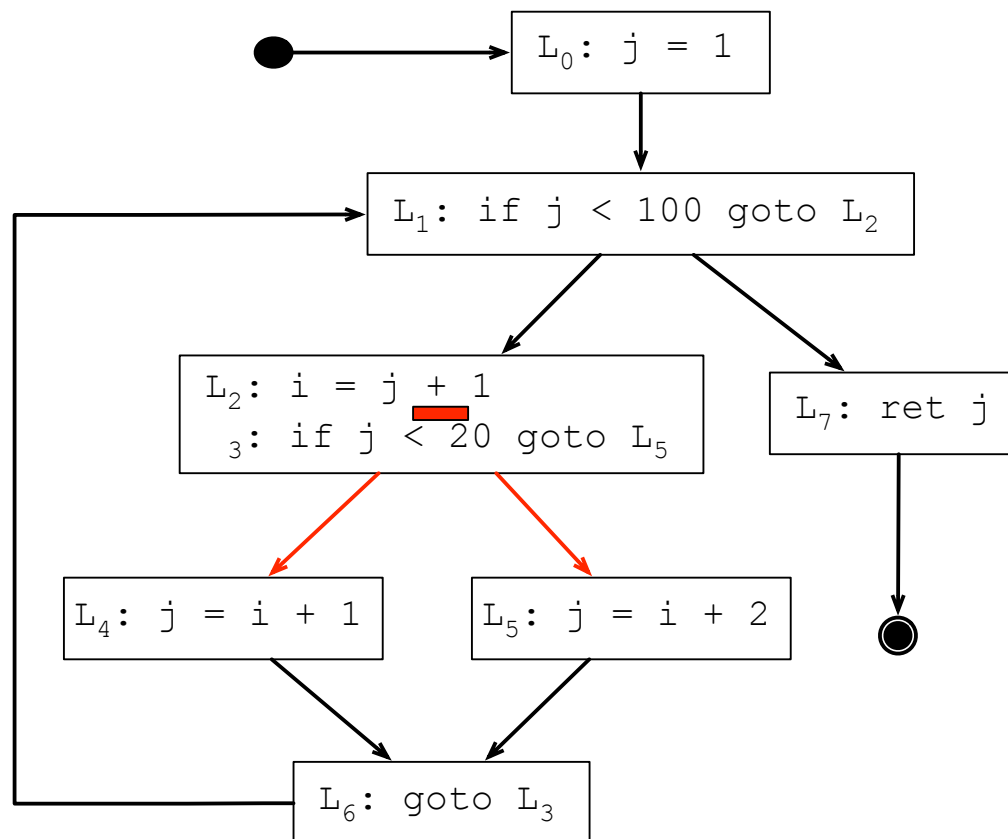 L₀: j = 1
L₁: if j < 100 goto L₂
L₂: i = j + 1
₃: if j < 20 goto L₅
L₇: ret j
L₄: j = i + 1
L₅: j = i + 2
L₆: goto L₃